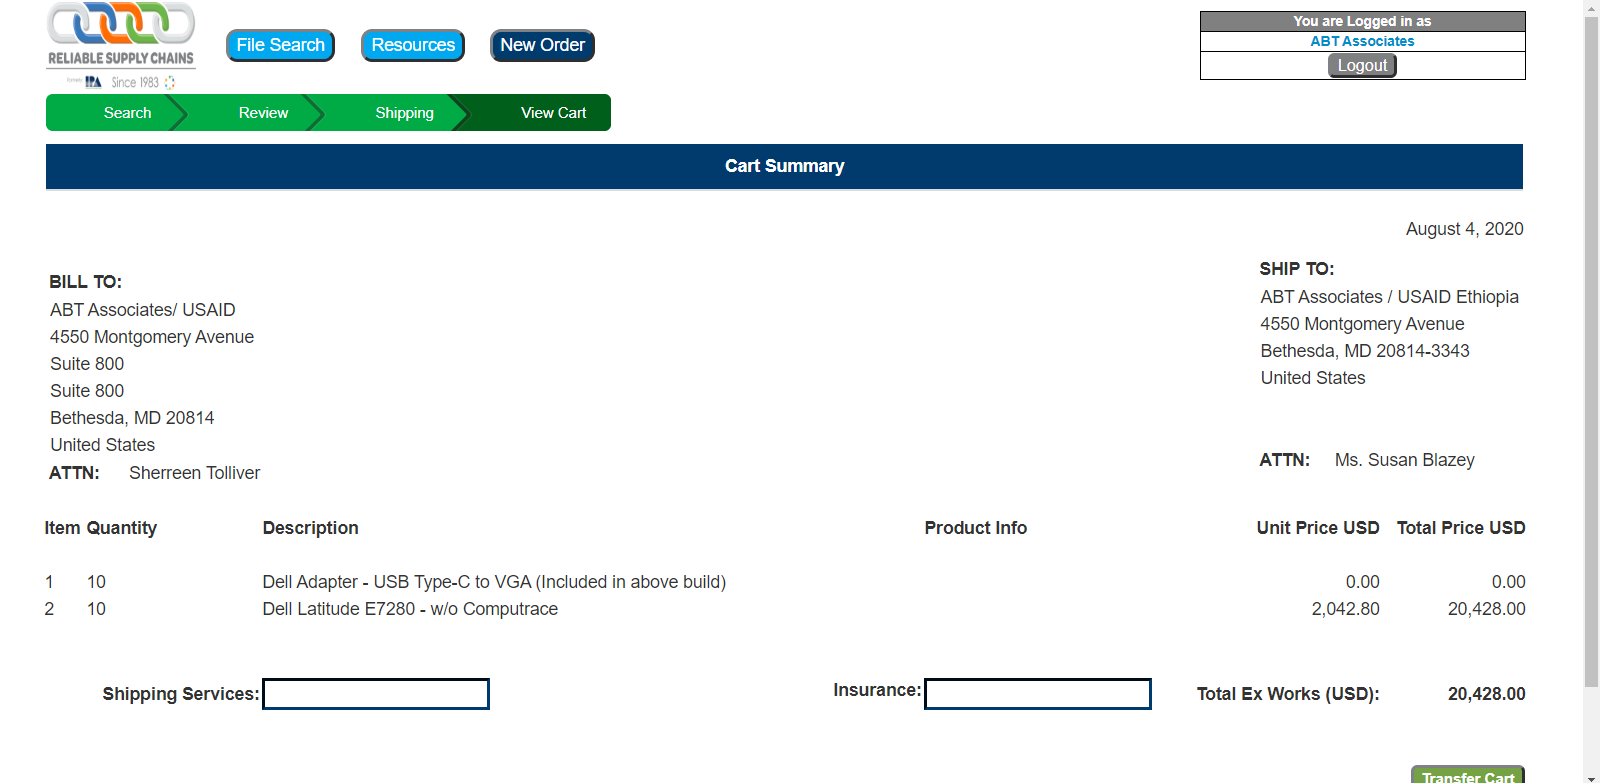 RELIABLE SUPPLY CHAINS
Formerly IPA Since 1983
File Search
Resources
New Order
You are Logged in as
ABT Associates
Logout
Search
Review
Shipping
View Cart
Cart Summary
August 4, 2020
BILL TO:
ABT Associates/ USAID
4550 Montgomery Avenue
Suite 800
Suite 800
Bethesda, MD 20814
United States
ATTN: Sherreen Tolliver
SHIP TO:
ABT Associates / USAID Ethiopia
4550 Montgomery Avenue
Bethesda, MD 20814-3343
United States
ATTN: Ms. Susan Blazey
Item Quantity Description Product Info Unit Price USD Total Price USD
1 10 Dell Adapter - USB Type-C to VGA (Included in above build) 0.00 0.00
2 10 Dell Latitude E7280 - w/o Computrace 2,042.80 20,428.00
Shipping Services: Insurance: Total Ex Works (USD): 20,428.00
Transfer Cart